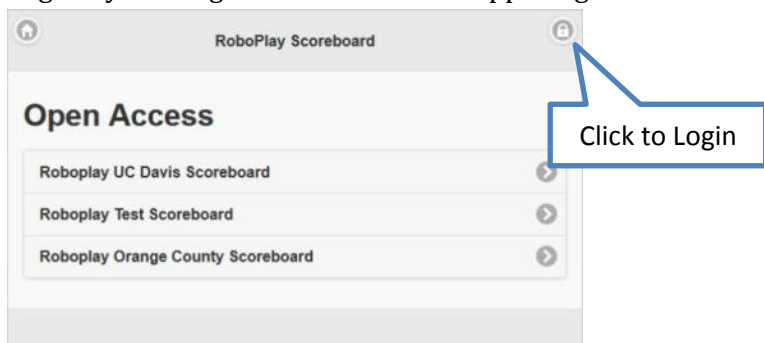 RoboPlay Scoreboard
Open Access
Click to Login
Roboplay UC Davis Scoreboard
Roboplay Test Scoreboard
Roboplay Orange County Scoreboard